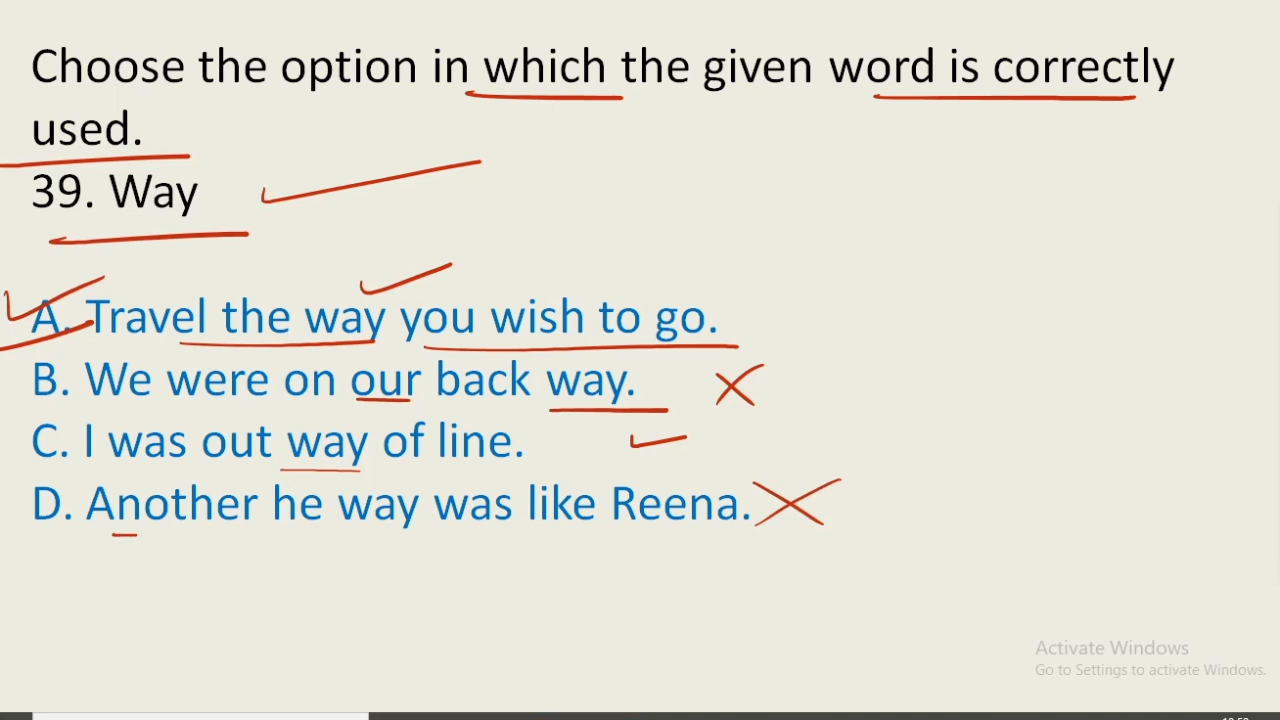 Choose the option in which the given word is correctly
used.
39. Way
A. Travel the way you wish to go.
B. We were on our back way.
C. I was out way of line.
D. Another he way was like Reena.
Activate Windows
Go to Settings to activate Windows.